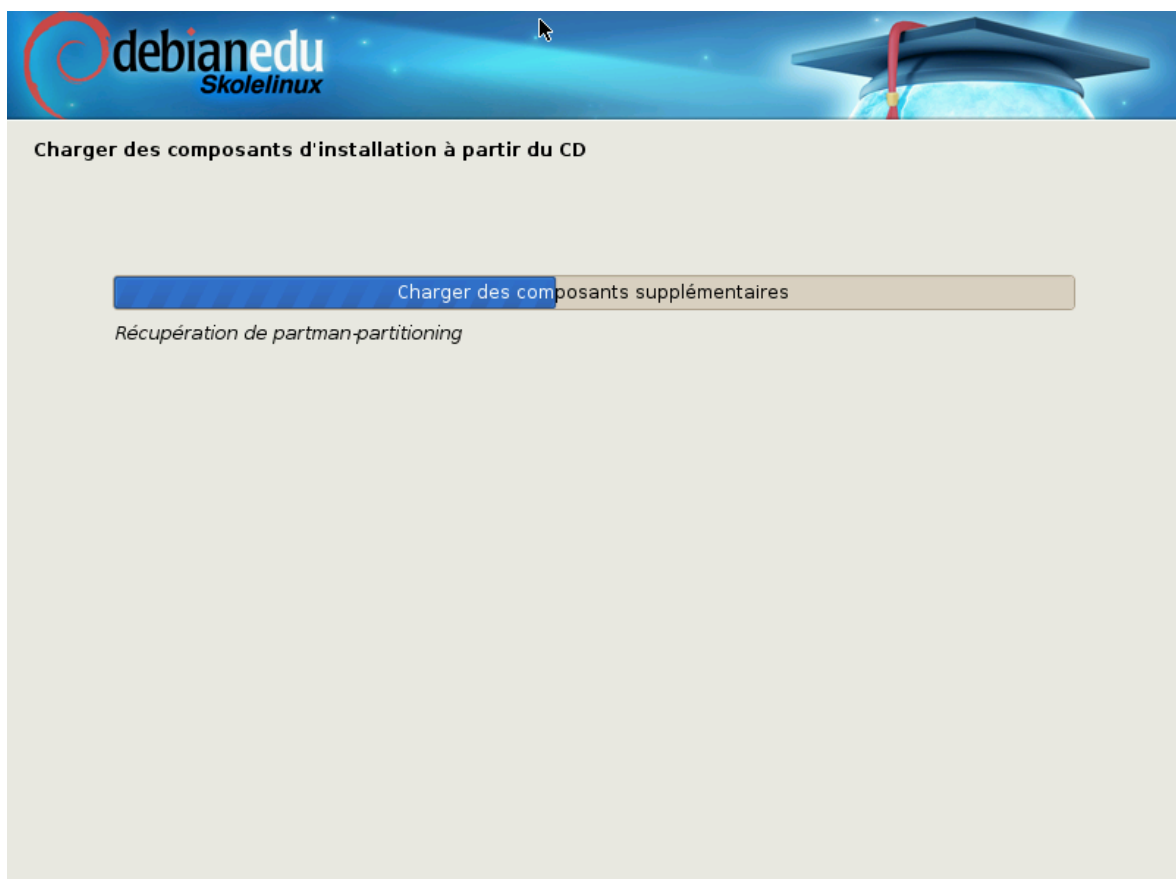 debianedu
Skolelinux
Charger des composants d'installation à partir du CD
Charger des composants supplémentaires
Récupération de partman-partitioning